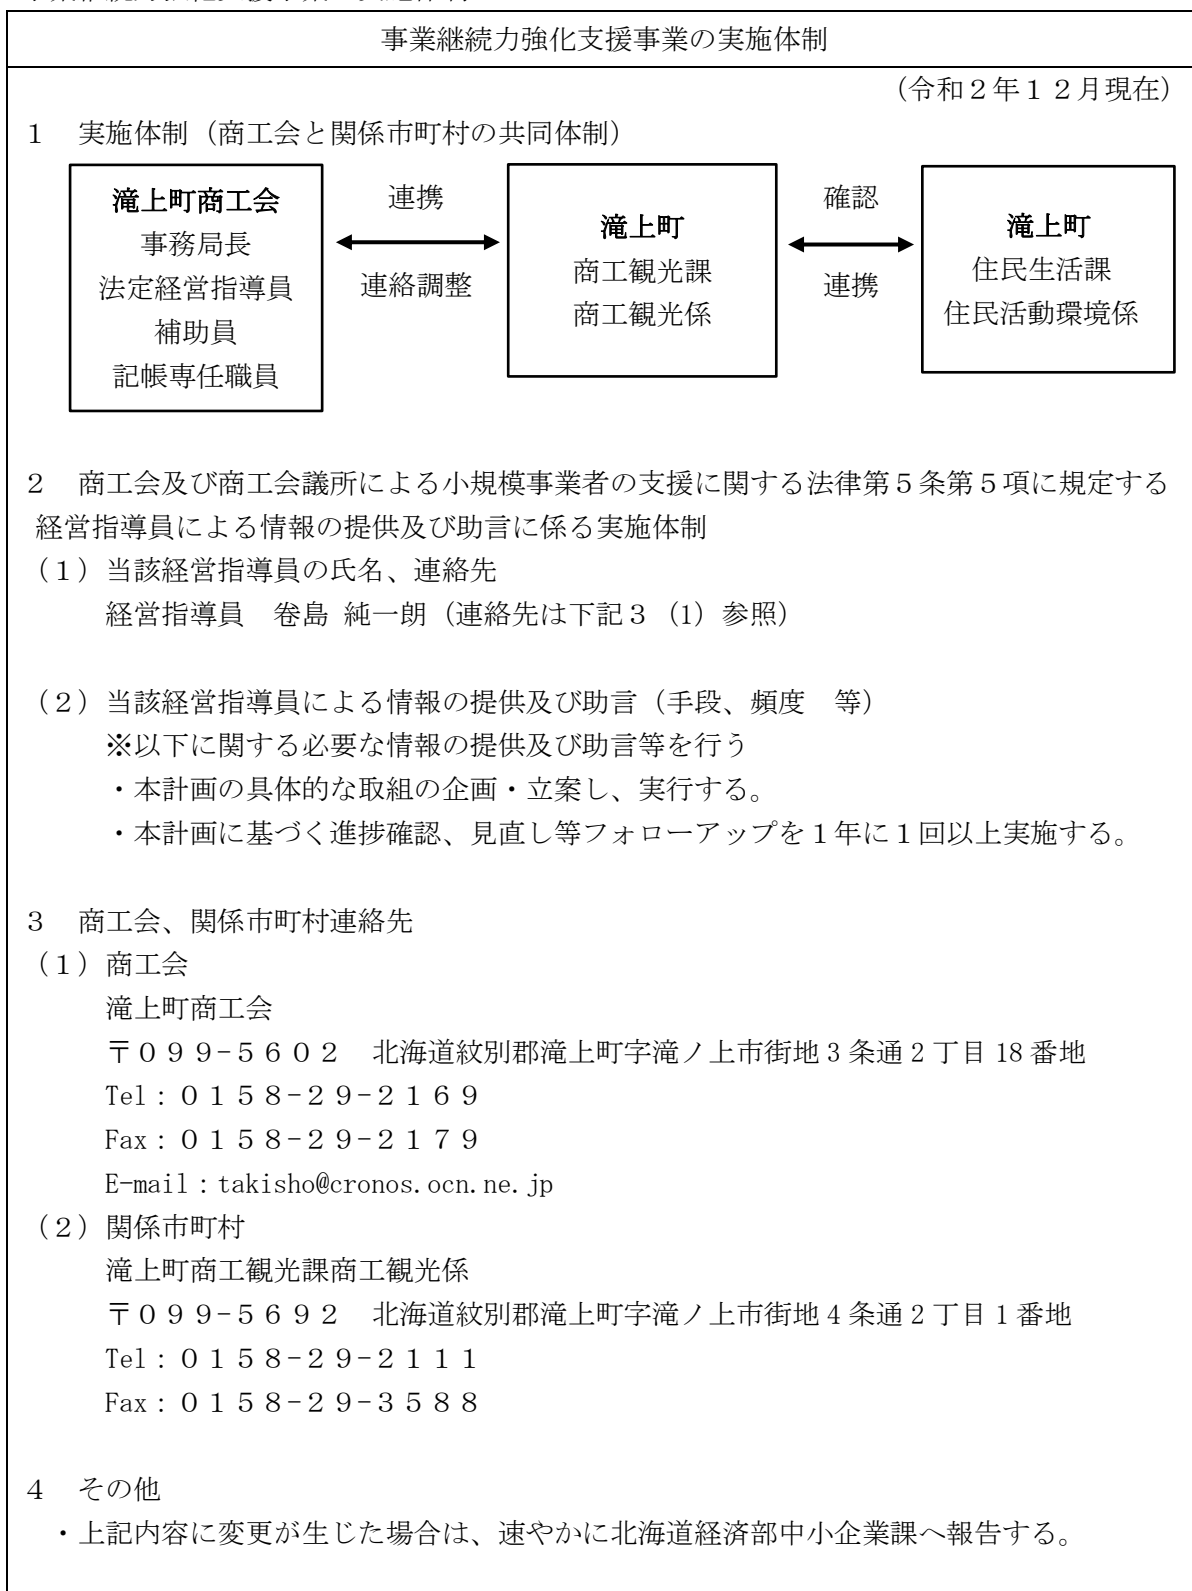 事業継続力強化支援事業の実施体制
（令和２年１２月現在）
１　実施体制（商工会と関係市町村の共同体制）
滝上町商工会
事務局長
法定経営指導員
補助員
記帳専任職員
連携
連絡調整
滝上町
商工観光課
商工観光係
確認
連携
滝上町
住民生活課
住民活動環境係
２　商工会及び商工会議所による小規模事業者の支援に関する法律第５条第５項に規定する
経営指導員による情報の提供及び助言に係る実施体制
（１）当該経営指導員の氏名、連絡先
経営指導員　巻島 純一朗（連絡先は下記３（1）参照）
（２）当該経営指導員による情報の提供及び助言（手段、頻度　等）
※以下に関する必要な情報の提供及び助言等を行う
・本計画の具体的な取組の企画・立案し、実行する。
・本計画に基づく進捗確認、見直し等フォローアップを１年に１回以上実施する。
３　商工会、関係市町村連絡先
（１）商工会
滝上町商工会
〒０９９-５６０２　北海道紋別郡滝上町字滝ノ上市街地 3 条通 2 丁目 18 番地
Tel：０１５８-２９-２１６９
Fax：０１５８-２９-２１７９
E-mail：takisho@cronos.ocn.ne.jp
（２）関係市町村
滝上町商工観光課商工観光係
〒０９９-５６９２　北海道紋別郡滝上町字滝ノ上市街地 4 条通 2 丁目 1 番地
Tel：０１５８-２９-２１１１
Fax：０１５８-２９-３５８８
４　その他
・上記内容に変更が生じた場合は、速やかに北海道経済部中小企業課へ報告する。